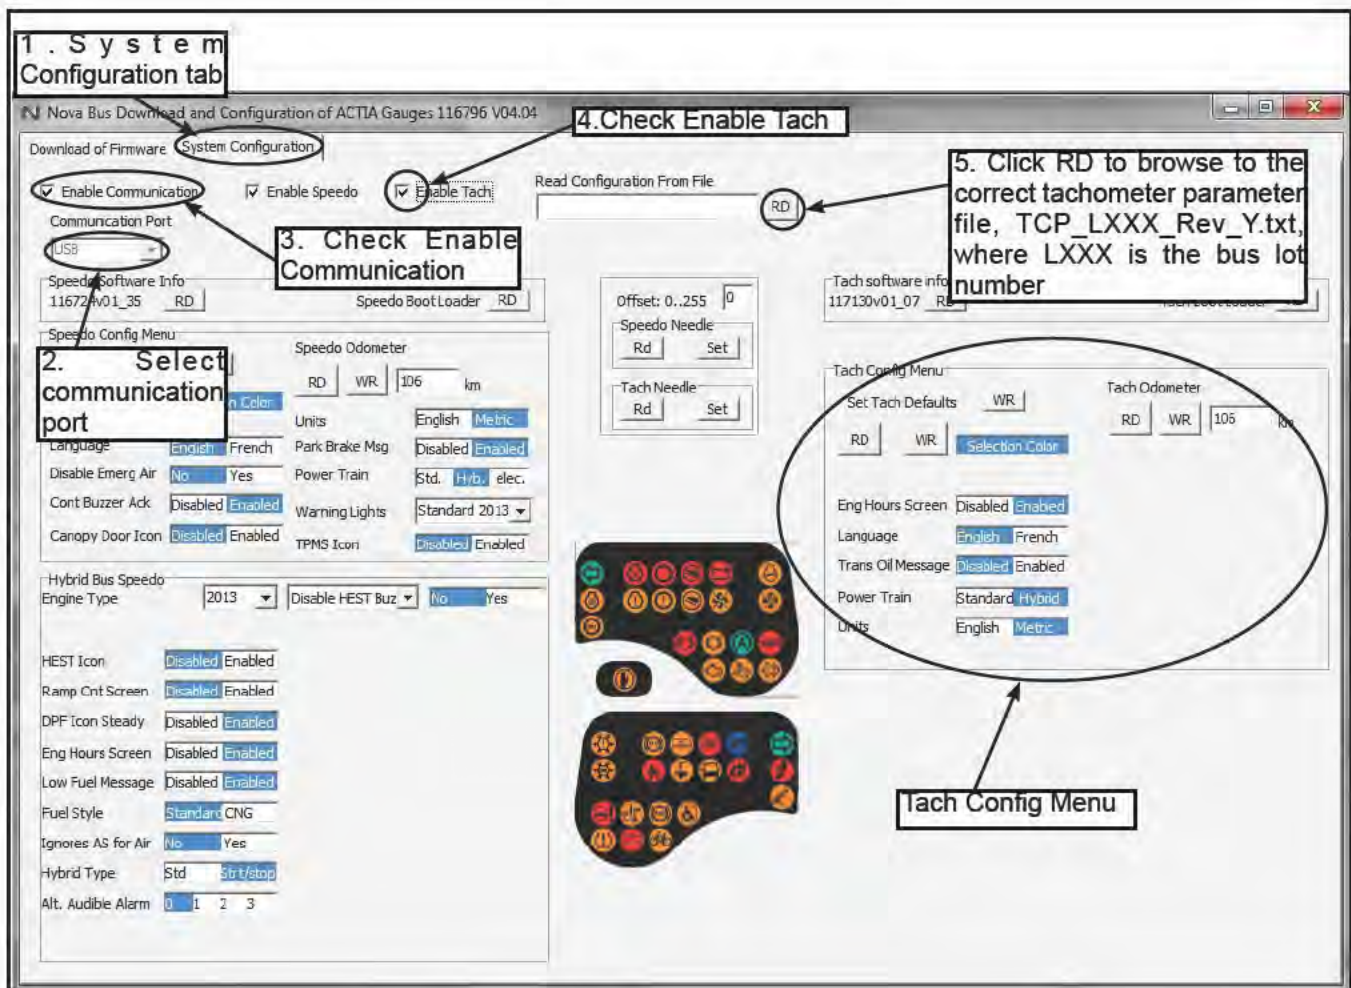 1. System
Configuration tab
Nova Bus Download and Configuration of ACTIA Gauges 116796 V04.04
4.Check Enable Tach
Download of Firmware System Configuration
5. Click RD to browse to the
correct tachometer parameter
file, TCP_LXXX_Rev_Y.txt,
where LXXX is the bus lot
number
Enable Communication Enable Speedo Enable Tach
Read Configuration From File
RD
Communication Port
USB
3. Check Enable
Communication
Speedo Software Info
116724v01_35 RD Speedo Boot Loader RD
Offset: 0..255 0
Speedo Needle
Rd Set
Tach Needle
Rd Set
Tach software info
117130v01_07
2. Select
communication
port
Speedo Config Menu
Color
Speedo Odometer
RD WR 106 km
Language English French
Disable Emerg Air No Yes
Cont Buzzer Ack Disabled Enabled
Canopy Door Icon Disabled Enabled
Units English Metric
Park Brake Msg Disabled Enabled
Power Train Std. Hyb. elec.
Warning Lights Standard 2013
TPMS Icon Disabled Enabled
Tach Config Menu
Set Tach Defaults WR
RD WR Selection Color
Tach Odometer
RD WR 106 km
Eng Hours Screen Disabled Enabled
Language English French
Trans Oil Message Disabled Enabled
Power Train Standard Hybrid
Units English Metric
Hybrid Bus Speedo
Engine Type 2013 Disable HEST Buz No Yes
HEST Icon Disabled Enabled
Ramp Cnt Screen Disabled Enabled
DPF Icon Steady Disabled Enabled
Eng Hours Screen Disabled Enabled
Low Fuel Message Disabled Enabled
Fuel Style Standard CNG
Ignores AS for Air No Yes
Hybrid Type Std Strt/stop
Alt. Audible Alarm 0 1 2 3
Tach Config Menu